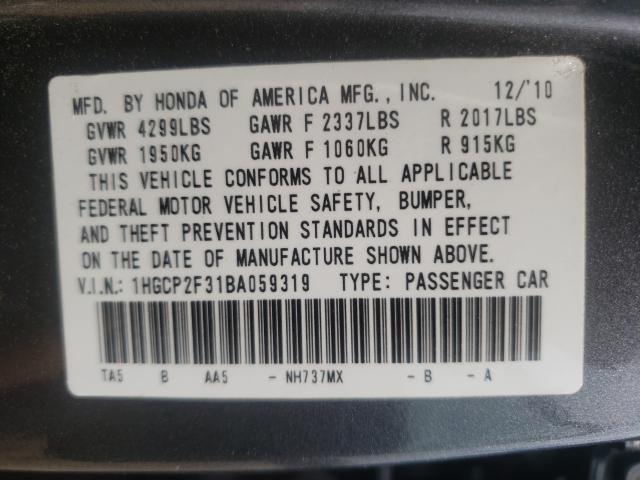 MFD. BY HONDA OF AMERICA MFG., INC. 12/'10
GVWR 4299LBS GAWR F 2337LBS R 2017LBS
GVWR 1950KG GAWR F 1060KG R 915KG
THIS VEHICLE CONFORMS TO ALL APPLICABLE
FEDERAL MOTOR VEHICLE SAFETY, BUMPER,
AND THEFT PREVENTION STANDARDS IN EFFECT
ON THE DATE OF MANUFACTURE SHOWN ABOVE.
V.I.N.: 1HGCP2F31BA059319 TYPE: PASSENGER CAR
TA5 B AA5 - NH737MX - B - A